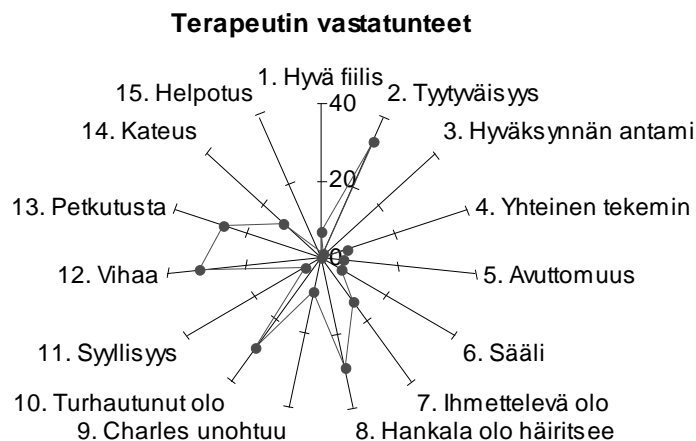 Terapeutin vastatunteet
1. Hyvä fiilis
2. Tyytyväisyys
3. Hyväksynnän antami
4. Yhteinen tekemin
5. Avuttomuus
6. Sääli
7. Ihmettelevä olo
8. Hankala olo häiritsee
9. Charles unohtuu
10. Turhautunut olo
11. Syyllisyys
12. Vihaa
13. Petkutusta
14. Kateus
15. Helpotus
40
20
0